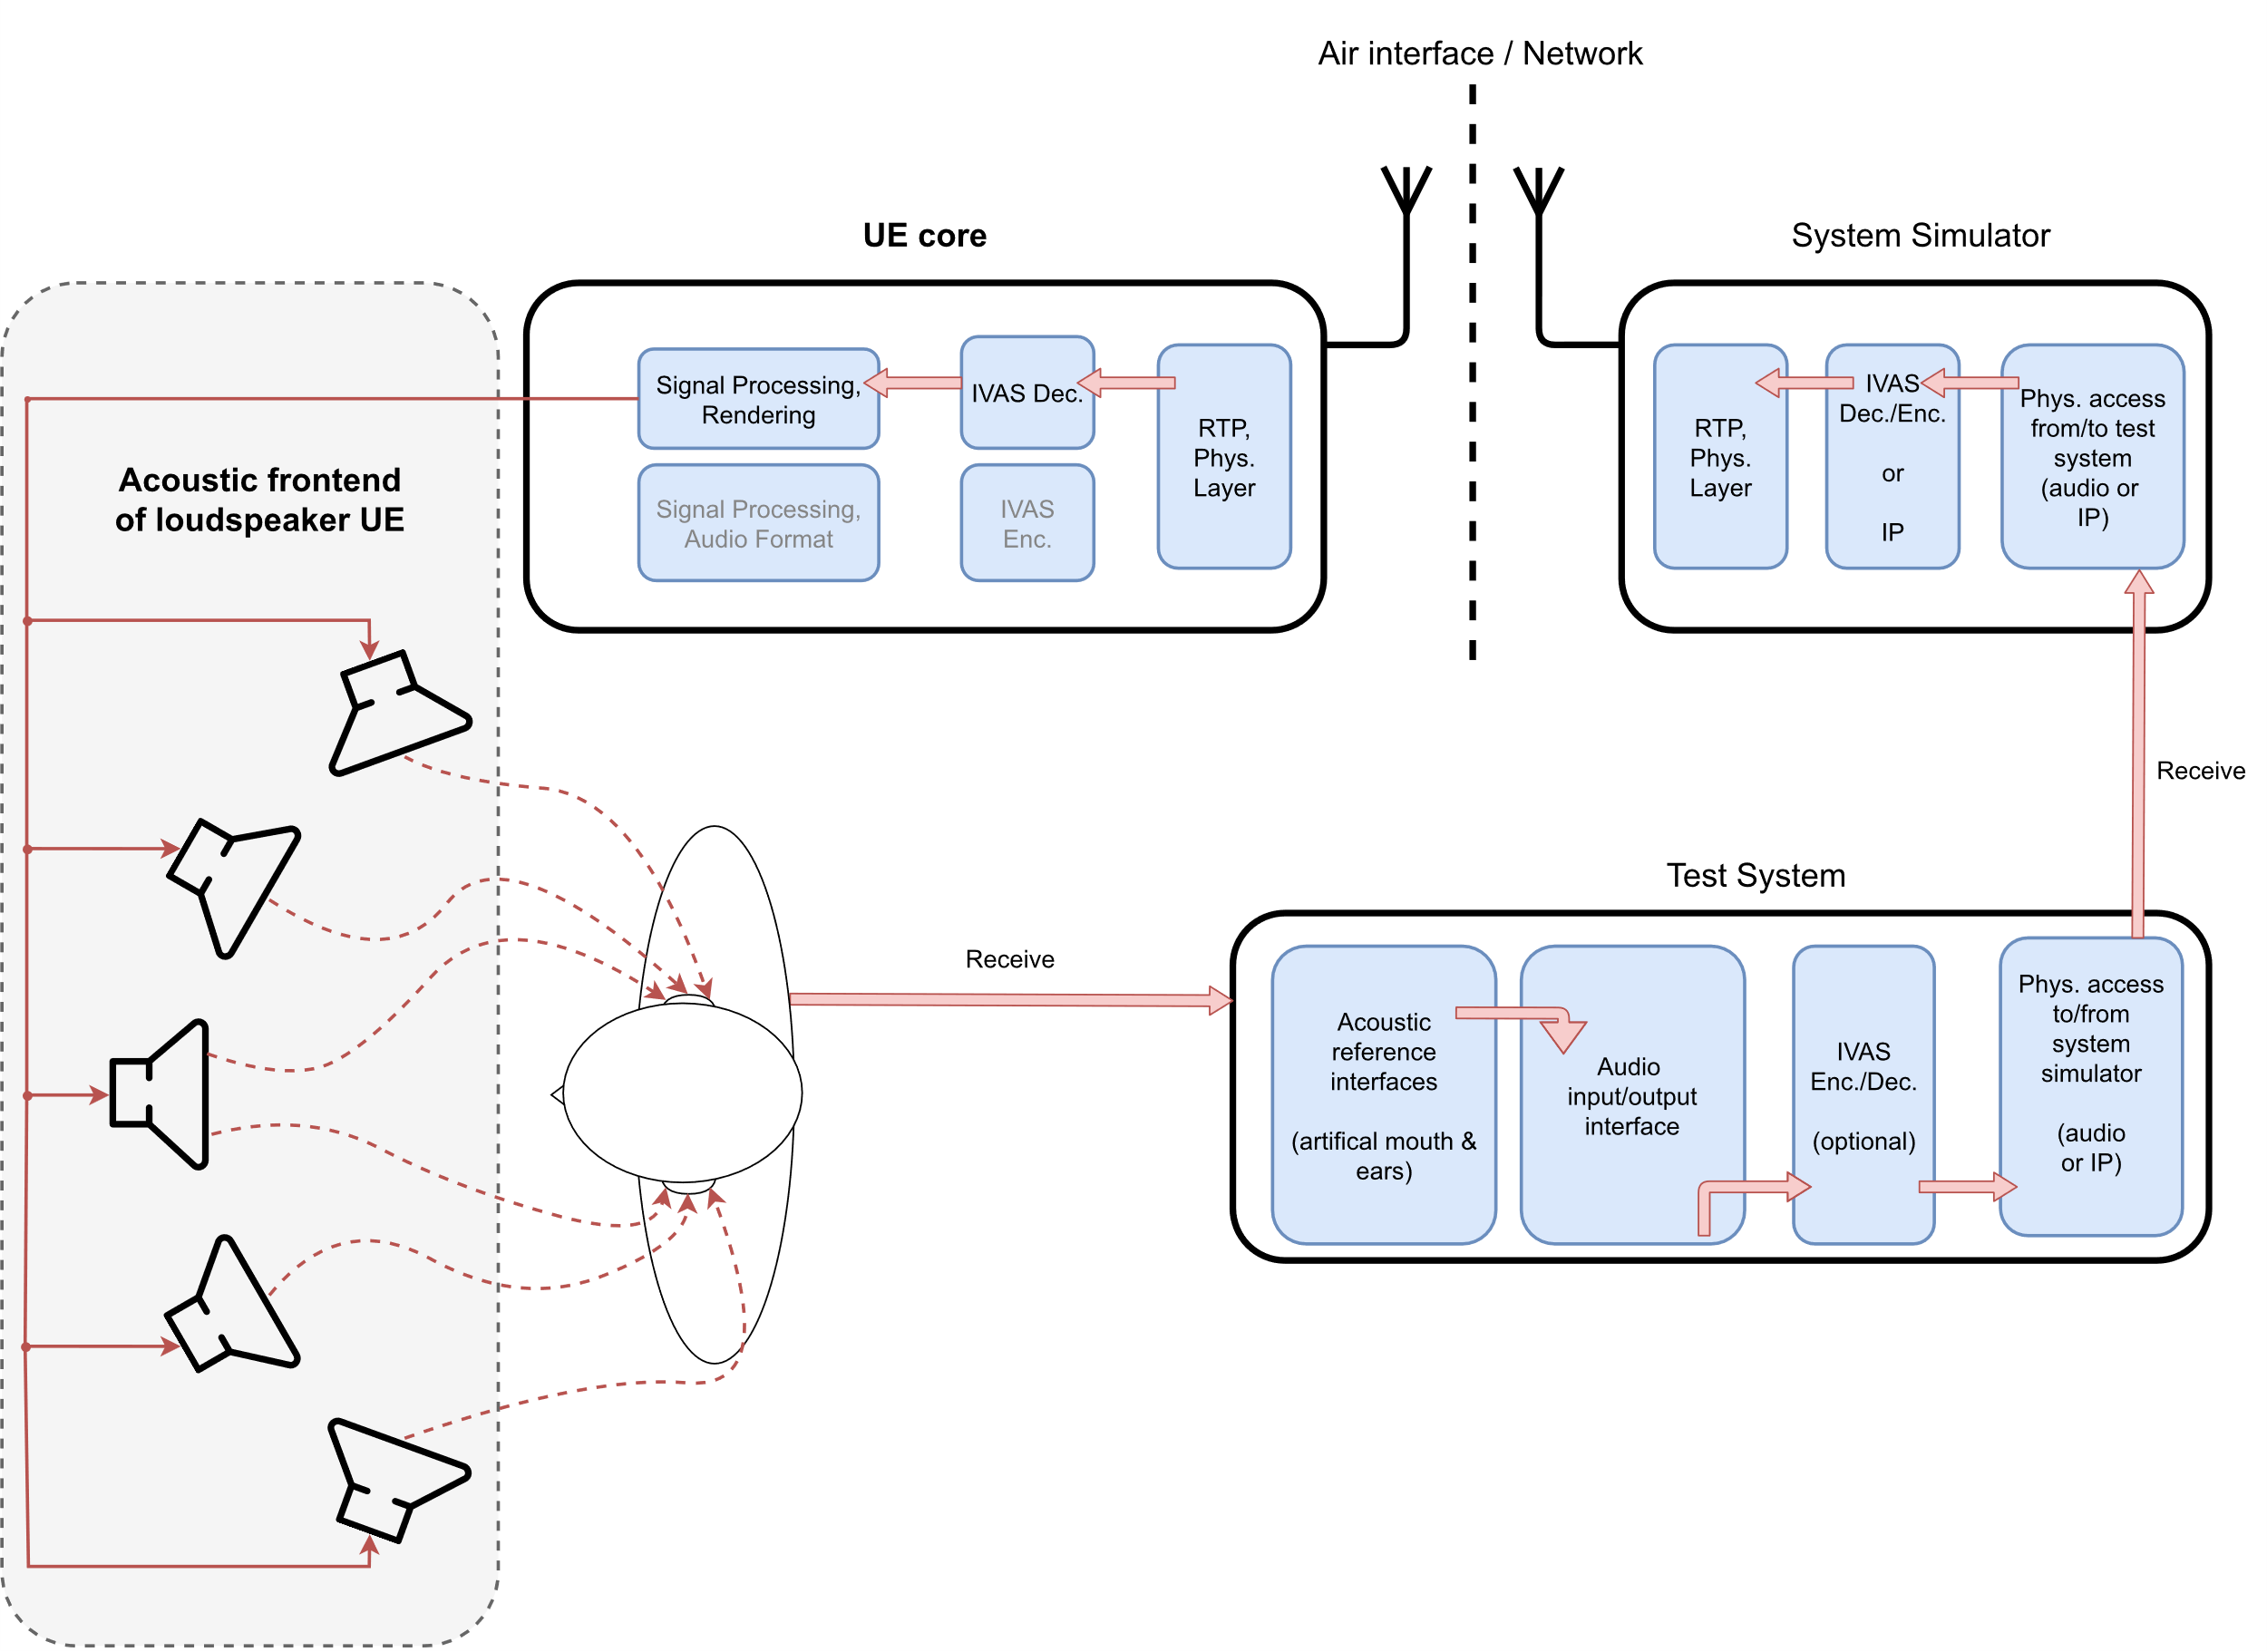 Air interface / Network
UE core
System Simulator
Acoustic frontend
of loudspeaker UE
Signal Processing,
Rendering
IVAS Dec.
RTP,
Phys.
Layer
Signal Processing,
Audio Format
IVAS
Enc.
RTP,
Phys.
Layer
IVAS
Dec./Enc.
or
IP
Phys. access
from/to test
system
(audio or
IP)
Receive
Receive
Test System
Acoustic
reference
interfaces
(artifical mouth &
ears)
Audio
input/output
interface
IVAS
Enc./Dec.
(optional)
Phys. access
to/from
system
simulator
(audio
or IP)